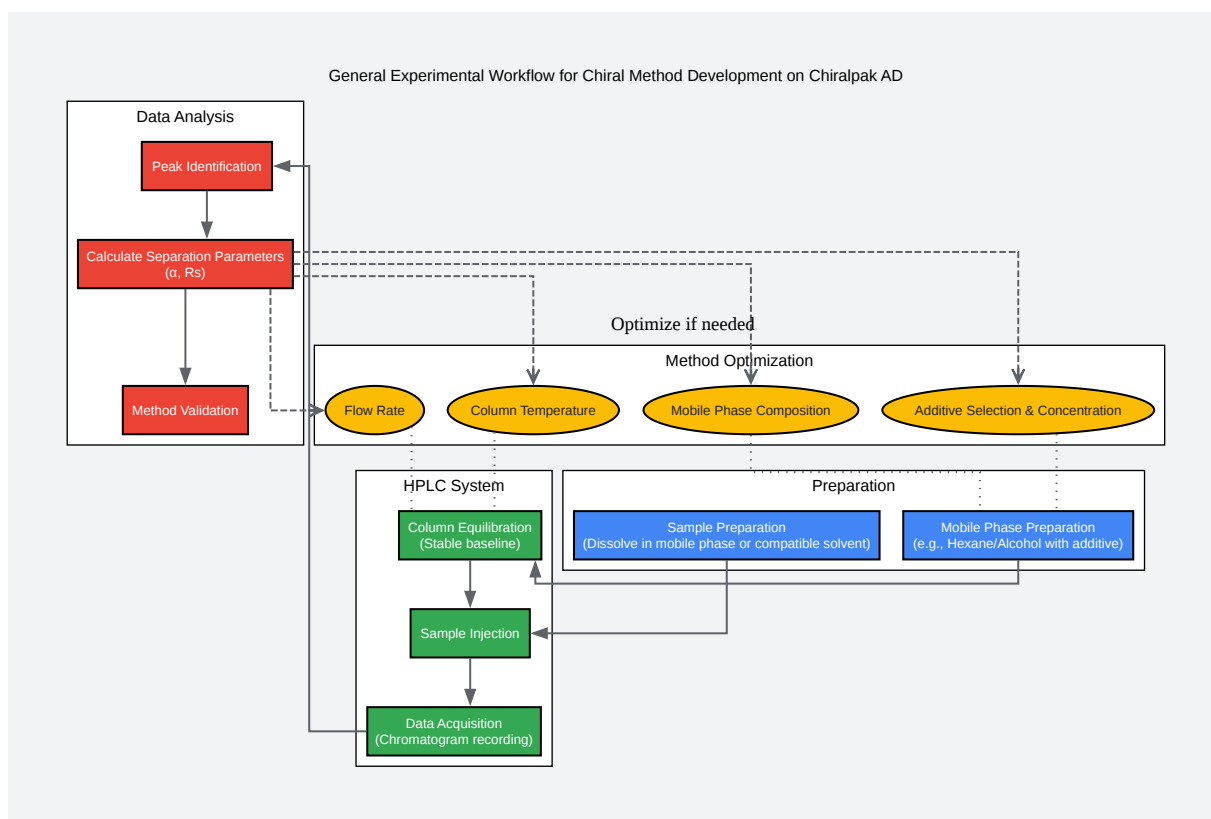 General Experimental Workflow for Chiral Method Development on Chiralpak AD
Data Analysis
Peak Identification
Calculate Separation Parameters
(α, Rs)
Method Validation
Optimize if needed
Method Optimization
Flow Rate
Column Temperature
Mobile Phase Composition
Additive Selection & Concentration
HPLC System
Column Equilibration
(Stable baseline)
Sample Injection
Data Acquisition
(Chromatogram recording)
Preparation
Sample Preparation
(Dissolve in mobile phase or compatible solvent)
Mobile Phase Preparation
(e.g., Hexane/Alcohol with additive)